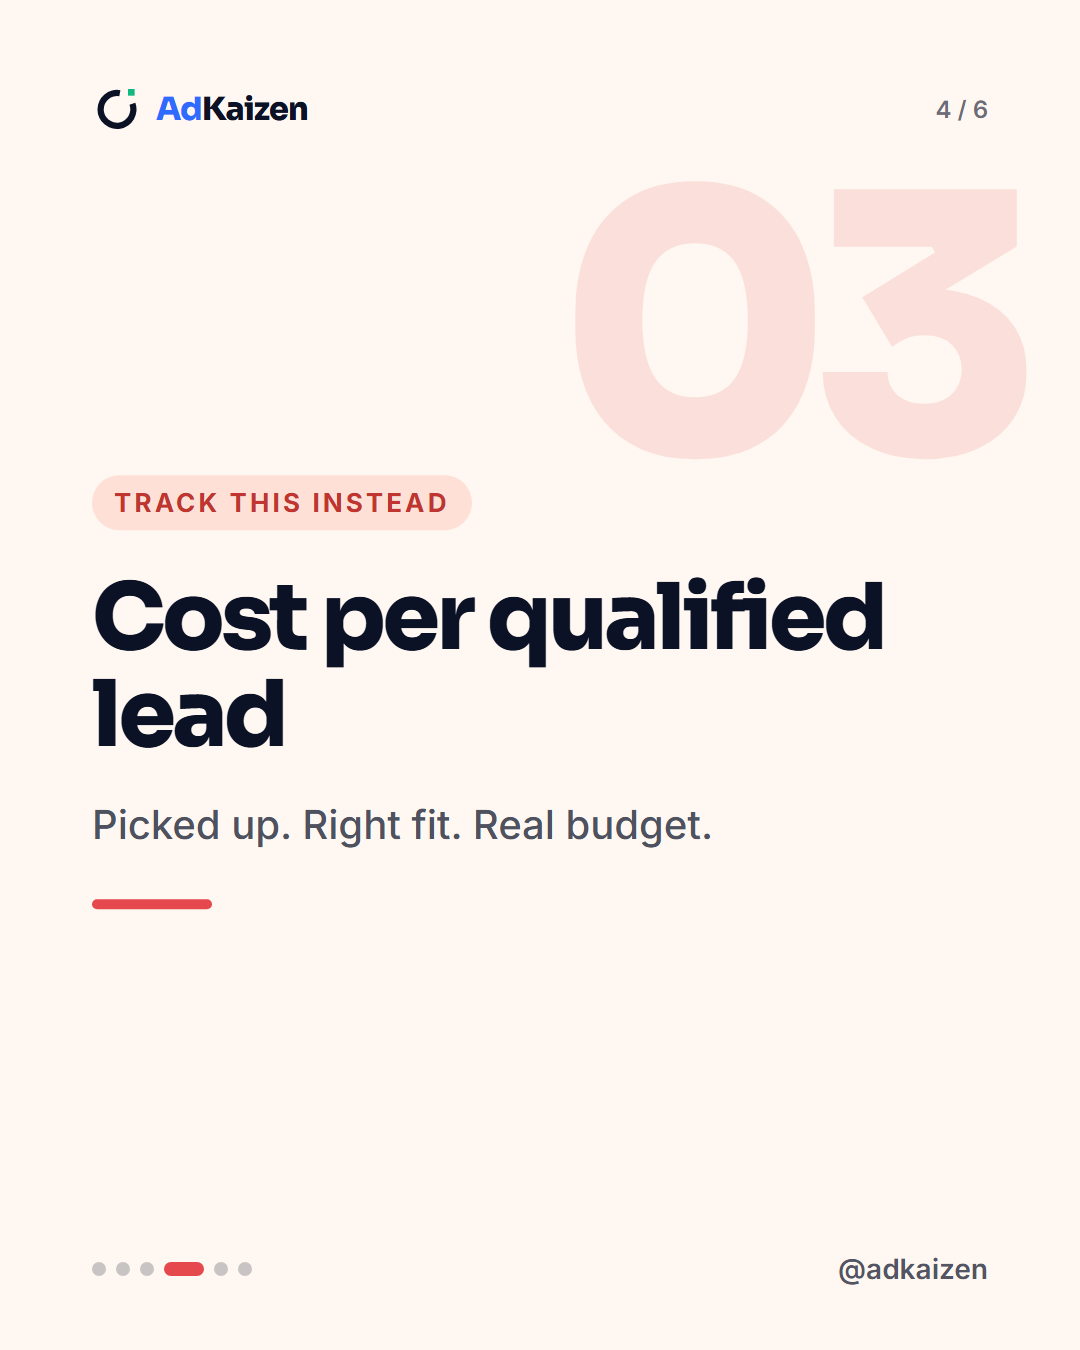 AdKaizen
4 / 6
03
TRACK THIS INSTEAD
Cost per qualified
lead
Picked up. Right fit. Real budget.
@adkaizen